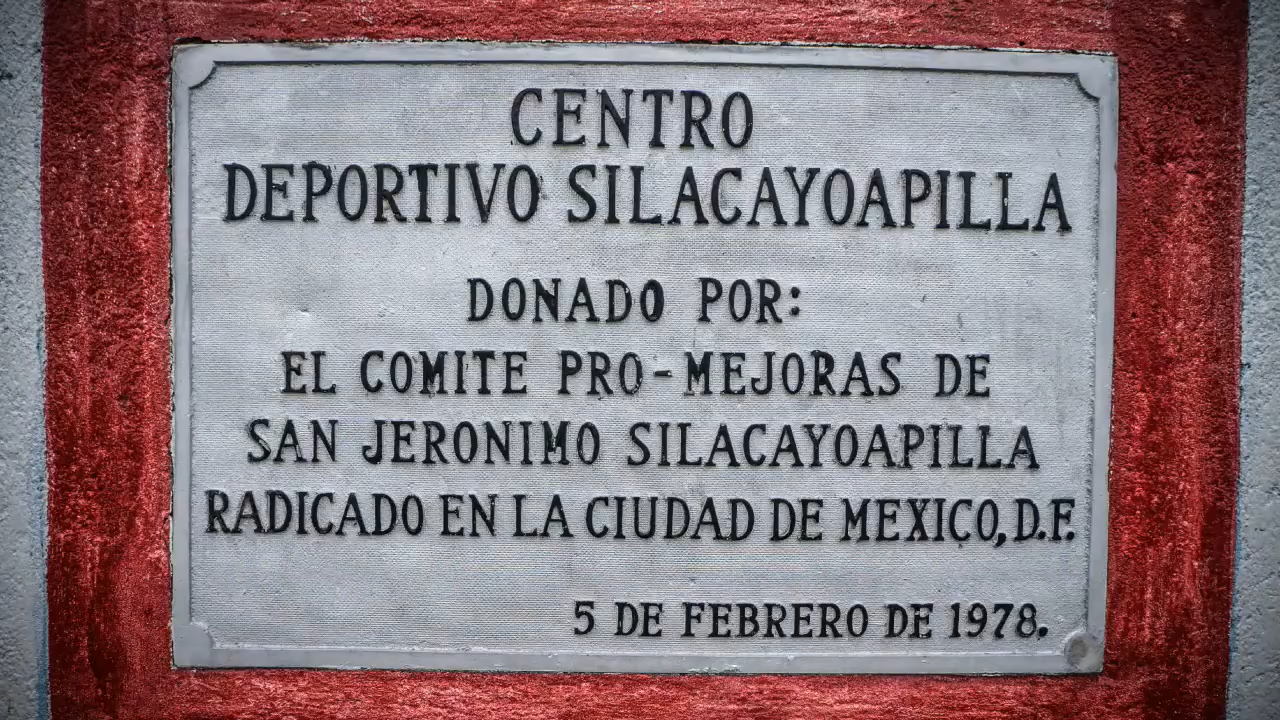 CENTRO
DEPORTIVO SILACAYOAPILLA
DONADO POR:
EL COMITE PRO-MEJORAS DE
SAN JERONIMO SILACAYOAPILLA
RADICADO EN LA CIUDAD DE MEXICO, D.F.
5 DE FEBRERO DE 1978.